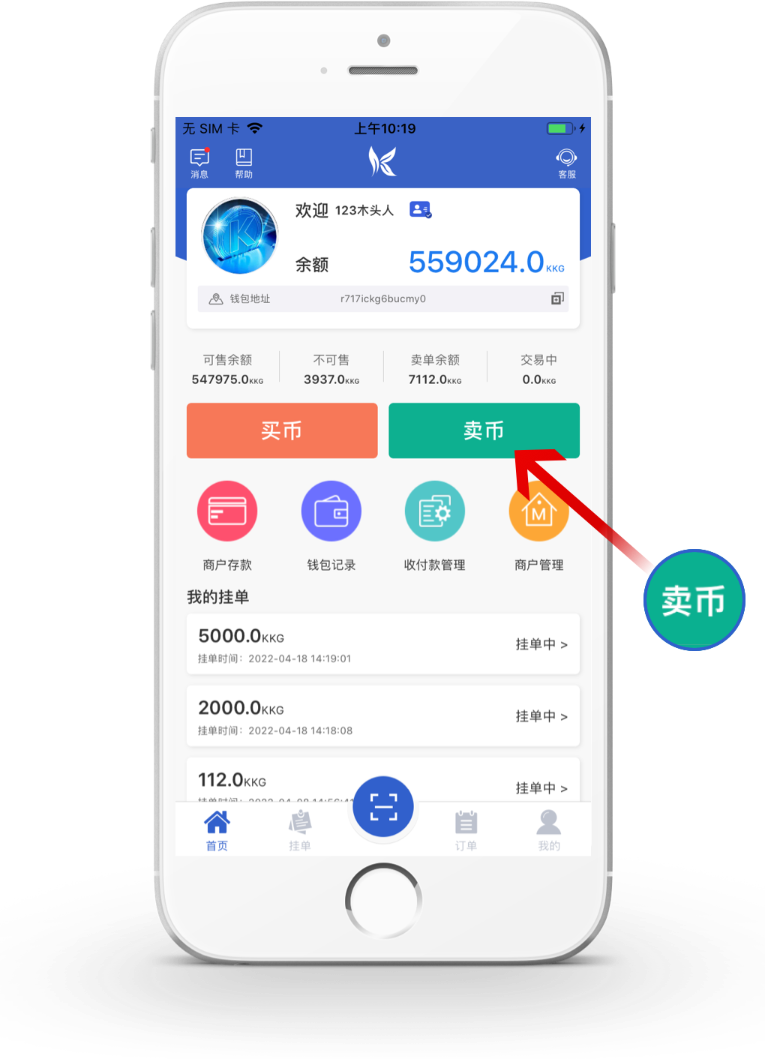 无 SIM 卡 上午10:19
消息 帮助 客服
欢迎 123木头人
余额 559024.0KKG
钱包地址 r717ickg6bucmy0
可售余额 不可售 卖单余额 交易中
547975.0KKG 3937.0KKG 7112.0KKG 0.0KKG
买币 卖币
M
商户存款 钱包记录 收付款管理 商户管理
卖币
我的挂单
5000.0KKG 挂单中 >
挂单时间：2022-04-18 14:19:01
2000.0KKG 挂单中 >
挂单时间：2022-04-18 14:18:08
112.0KKG 挂单中 >
首页 挂单 订单 我的